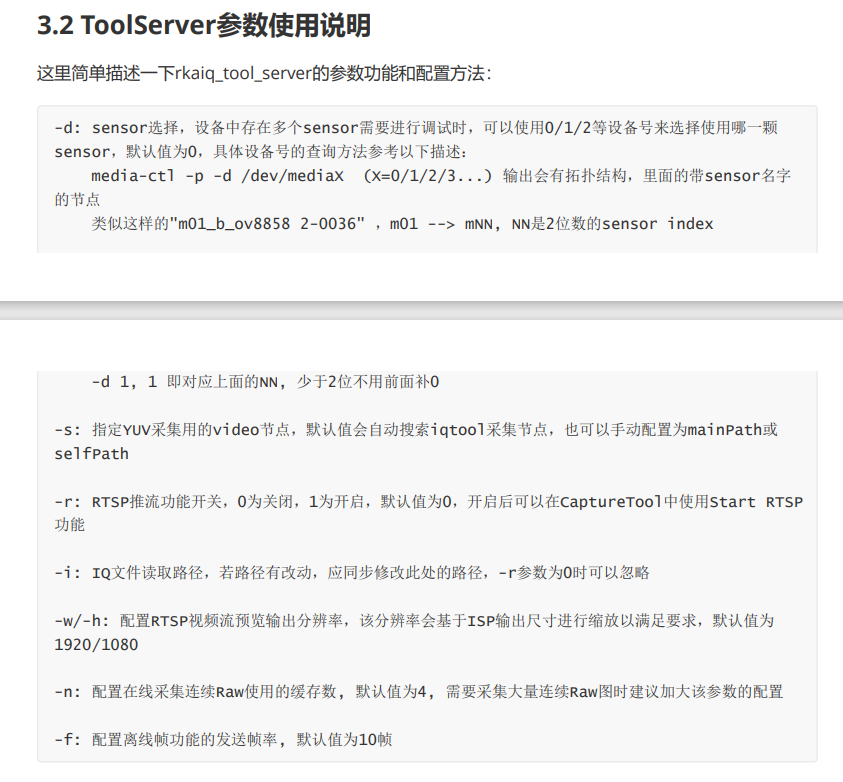 3.2 ToolServer参数使用说明
这里简单描述一下rkaiq_tool_server的参数功能和配置方法：
-d: sensor选择，设备中存在多个sensor需要进行调试时，可以使用0/1/2等设备号来选择使用哪一颗
sensor，默认值为0，具体设备号的查询方法参考以下描述：
media-ctl -p -d /dev/mediaX （X=0/1/2/3...) 输出会有拓扑结构，里面的带sensor名字
的节点
类似这样的"m01_b_ov8858 2-0036" ，m01 --> mNN, NN是2位数的sensor index
-d 1, 1 即对应上面的NN, 少于2位不用前面补0
-s: 指定YUV采集用的video节点，默认值会自动搜索iqtool采集节点，也可以手动配置为mainPath或
selfPath
-r: RTSP推流功能开关，0为关闭，1为开启，默认值为0，开启后可以在CaptureTool中使用Start RTSP
功能
-i: IQ文件读取路径，若路径有改动，应同步修改此处的路径，-r参数为0时可以忽略
-w/-h: 配置RTSP视频流预览输出分辨率，该分辨率会基于ISP输出尺寸进行缩放以满足要求，默认值为
1920/1080
-n: 配置在线采集连续Raw使用的缓存数, 默认值为4, 需要采集大量连续Raw图时建议加大该参数的配置
-f: 配置离线帧功能的发送帧率, 默认值为10帧